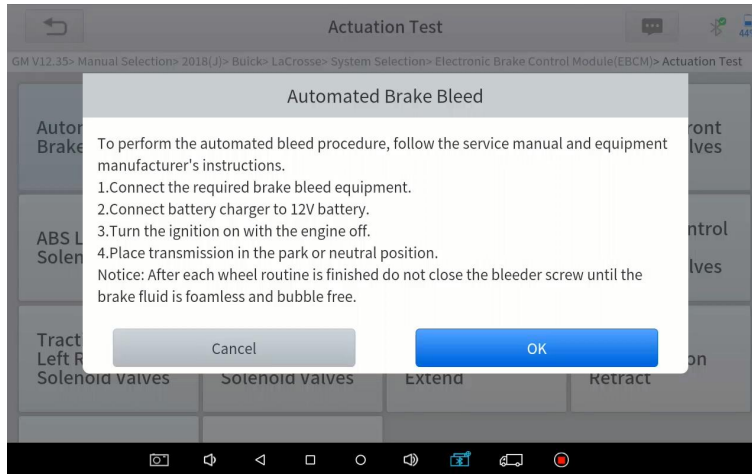 Actuation Test
GM V12.35> Manual Selection> 2018(J)> Buick> LaCrosse> System Selection> Electronic Brake Control Module(EBCM)> Actuation Test
Automated Brake Bleed
To perform the automated bleed procedure, follow the service manual and equipment
manufacturer's instructions.
1.Connect the required brake bleed equipment.
2.Connect battery charger to 12V battery.
3.Turn the ignition on with the engine off.
4.Place transmission in the park or neutral position.
Notice: After each wheel routine is finished do not close the bleeder screw until the
brake fluid is foamless and bubble free.
Cancel
OK
ABS L
Left R
Solenoid Valves
Solenoid Valves
Extend
Retract